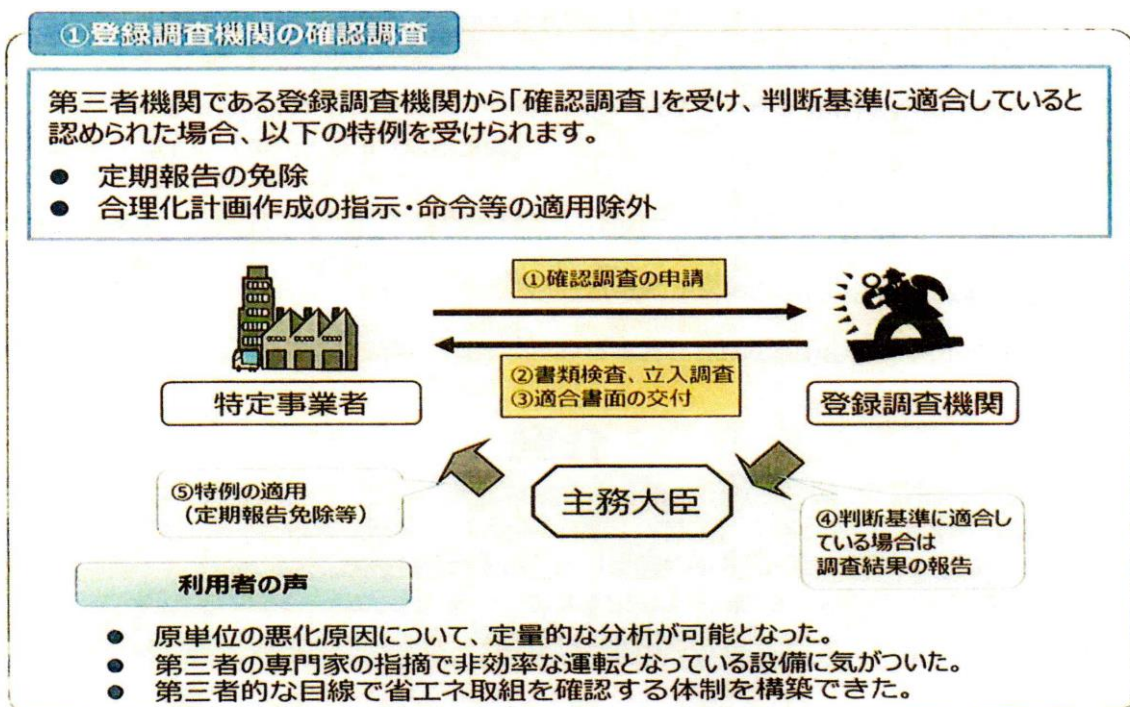 ①登録調査機関の確認調査
第三者機関である登録調査機関から「確認調査」を受け、判断基準に適合していると
認められた場合、以下の特例を受けられます。
● 定期報告の免除
● 合理化計画作成の指示・命令等の適用除外
①確認調査の申請
②書類検査、立入調査
③適合書面の交付
特定事業者
登録調査機関
⑤特例の適用
（定期報告免除等）
主務大臣
④判断基準に適合し
ている場合は
調査結果の報告
利用者の声
● 原単位の悪化原因について、定量的な分析が可能となった。
● 第三者の専門家の指摘で非効率な運転となっている設備に気がついた。
● 第三者的な目線で省エネ取組を確認する体制を構築できた。